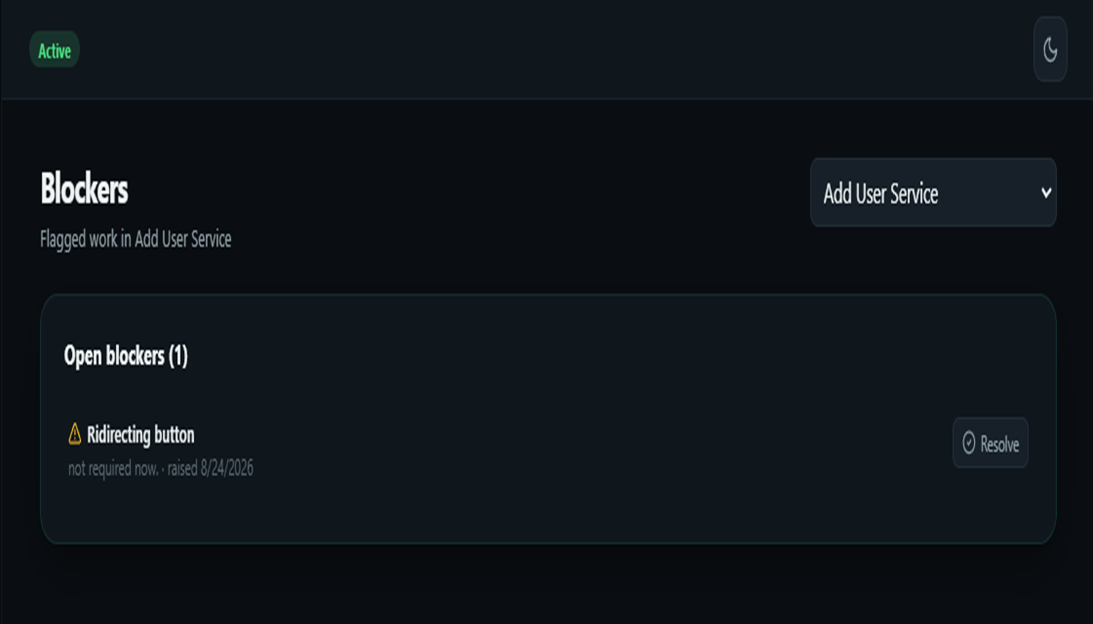 Active
Blockers
Add User Service
Flagged work in Add User Service
Open blockers (1)
Ridirecting button
not required now. · raised 8/24/2026
Resolve